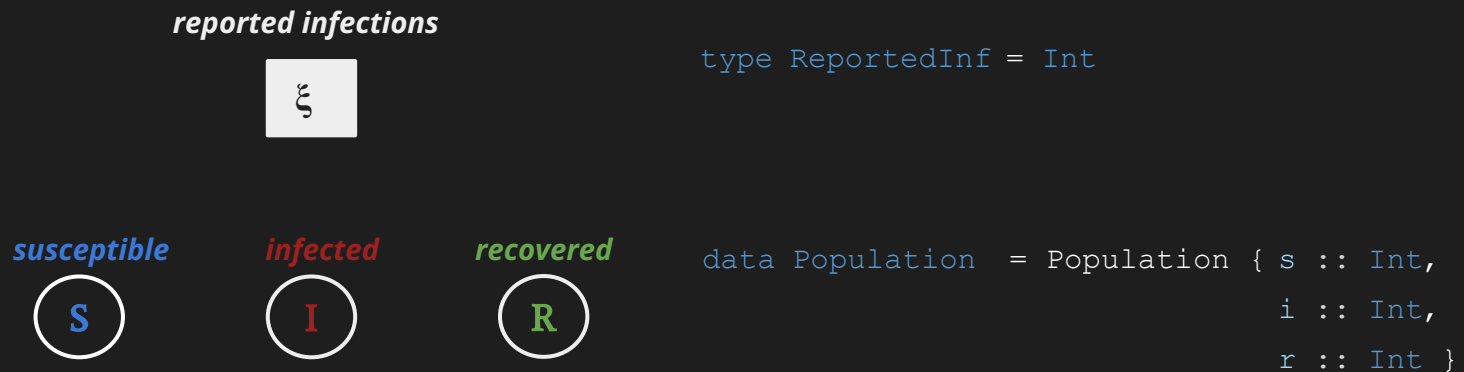 reported infections
type ReportedInf = Int
ξ
susceptible
infected
recovered
data Population = Population { s :: Int,
S
I
R
i :: Int,
r :: Int }